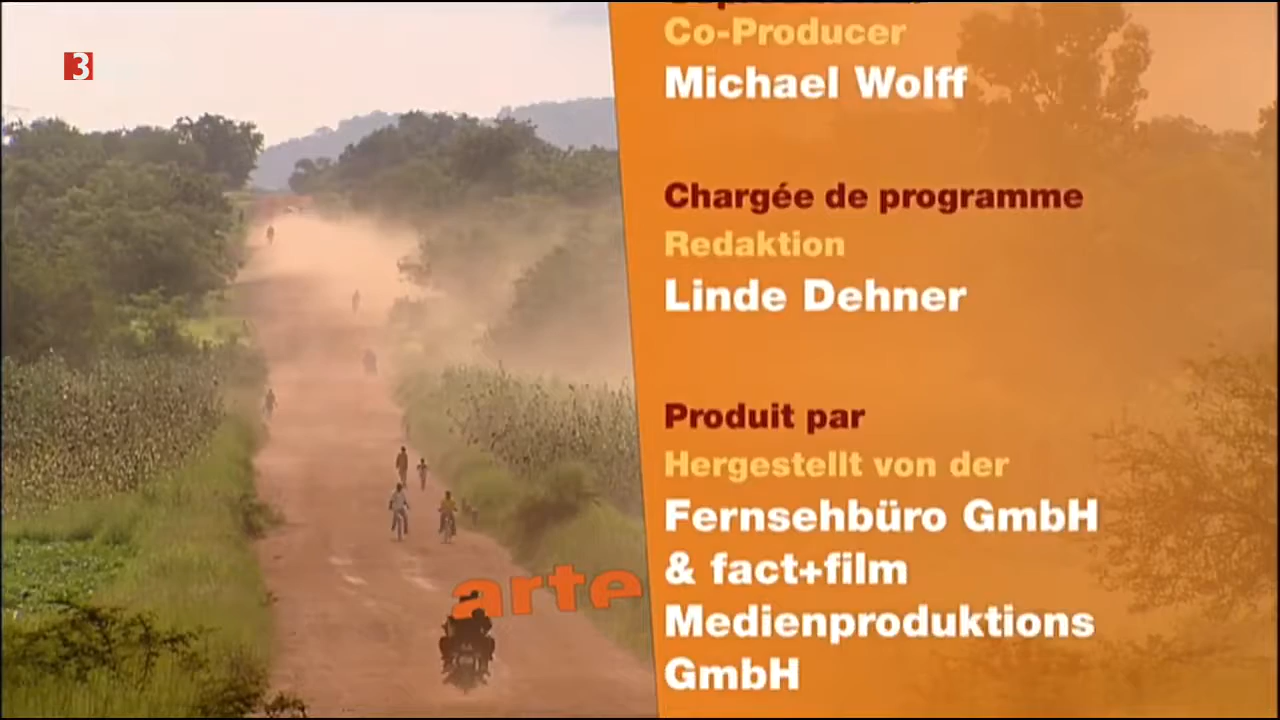 3
Co-Producer
Michael Wolff
Chargée de programme
Redaktion
Linde Dehner
Produit par
Hergestellt von der
Fernsehbüro GmbH
& fact+film
Medienproduktions
GmbH
arte